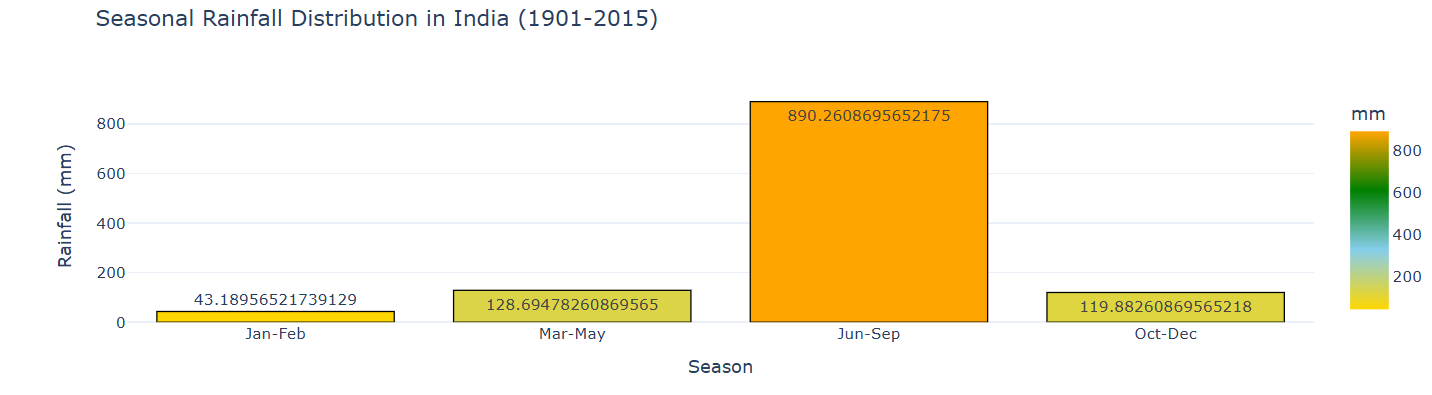 Seasonal Rainfall Distribution in India (1901-2015)
Rainfall (mm)
800
600
400
200
0
43.18956521739129
128.69478260869565
890.2608695652175
119.88260869565218
Jan-Feb
Mar-May
Jun-Sep
Oct-Dec
Season
mm
800
600
400
200